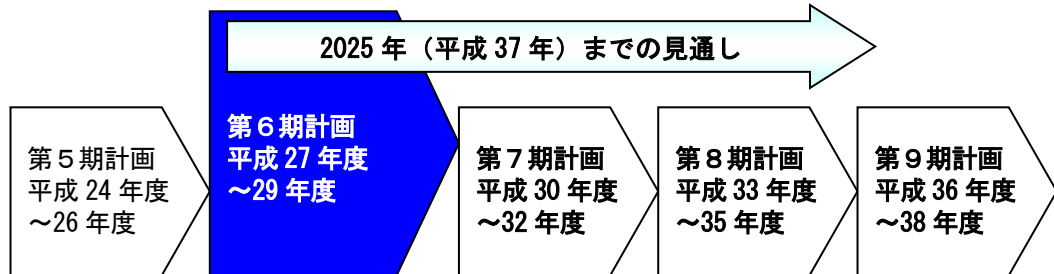 2025 年（平成 37 年）までの見通し
第５期計画
平成 24 年度
～26 年度
第６期計画
平成 27 年度
～29 年度
第７期計画
平成 30 年度
～32 年度
第８期計画
平成 33 年度
～35 年度
第９期計画
平成 36 年度
～38 年度